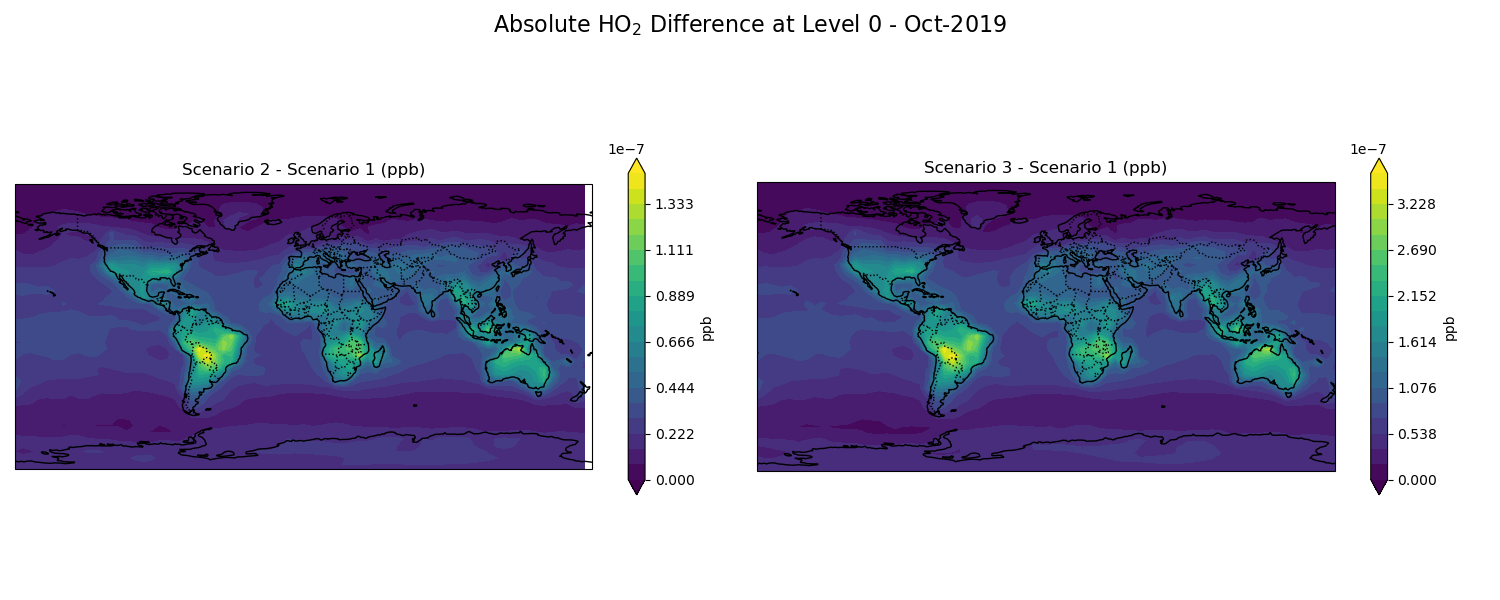 Absolute HO₂ Difference at Level 0 - Oct-2019
Scenario 2 - Scenario 1 (ppb)
1e−7
1.333
1.111
0.889
0.666
0.444
0.222
0.000
ppb
Scenario 3 - Scenario 1 (ppb)
1e−7
3.228
2.690
2.152
1.614
1.076
0.538
0.000
ppb